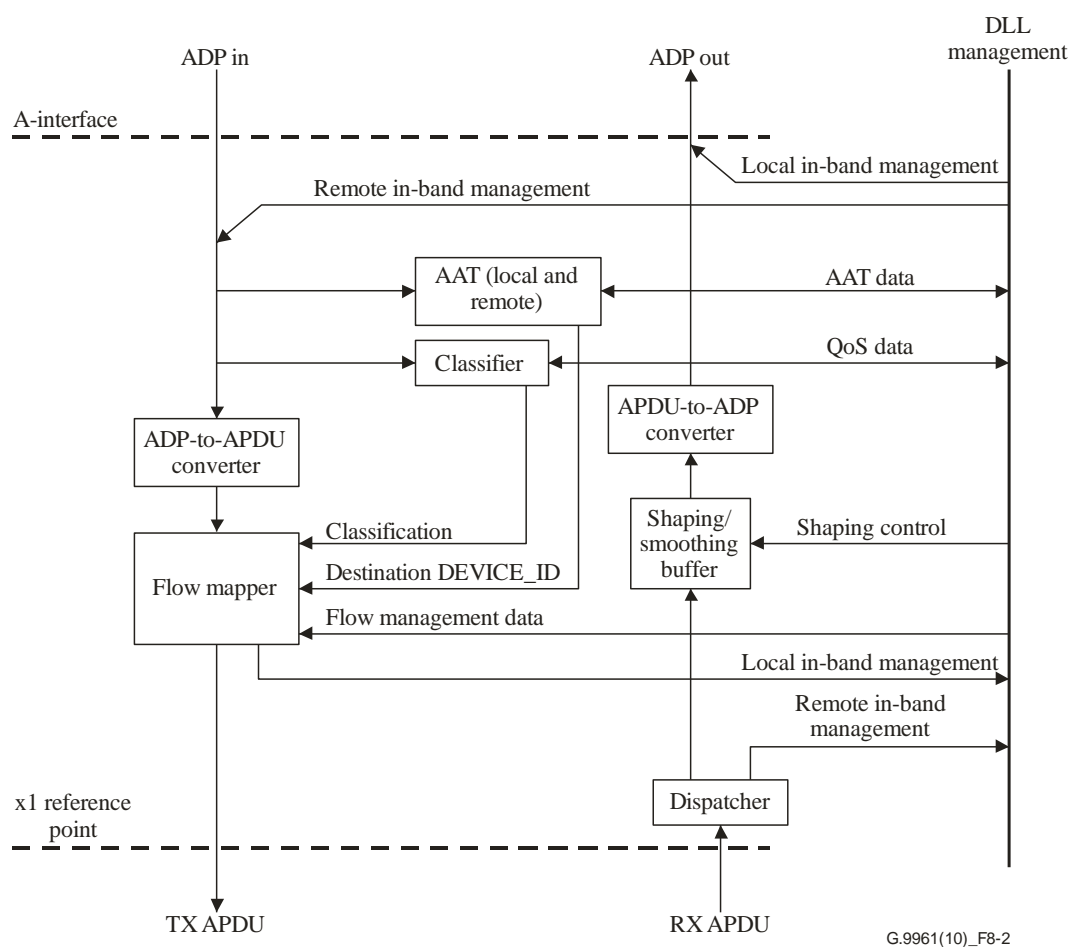 DLL
management
ADP in
ADP out
A-interface
Local in-band management
Remote in-band management
AAT (local and
remote)
AAT data
QoS data
Classifier
APDU-to-ADP
converter
ADP-to-APDU
converter
Shaping/
smoothing
buffer
Shaping control
Classification
Destination DEVICE_ID
Flow mapper
Flow management data
Local in-band management
Remote in-band
management
Dispatcher
x1 reference
point
TX APDU
RX APDU
G.9961(10)_F8-2